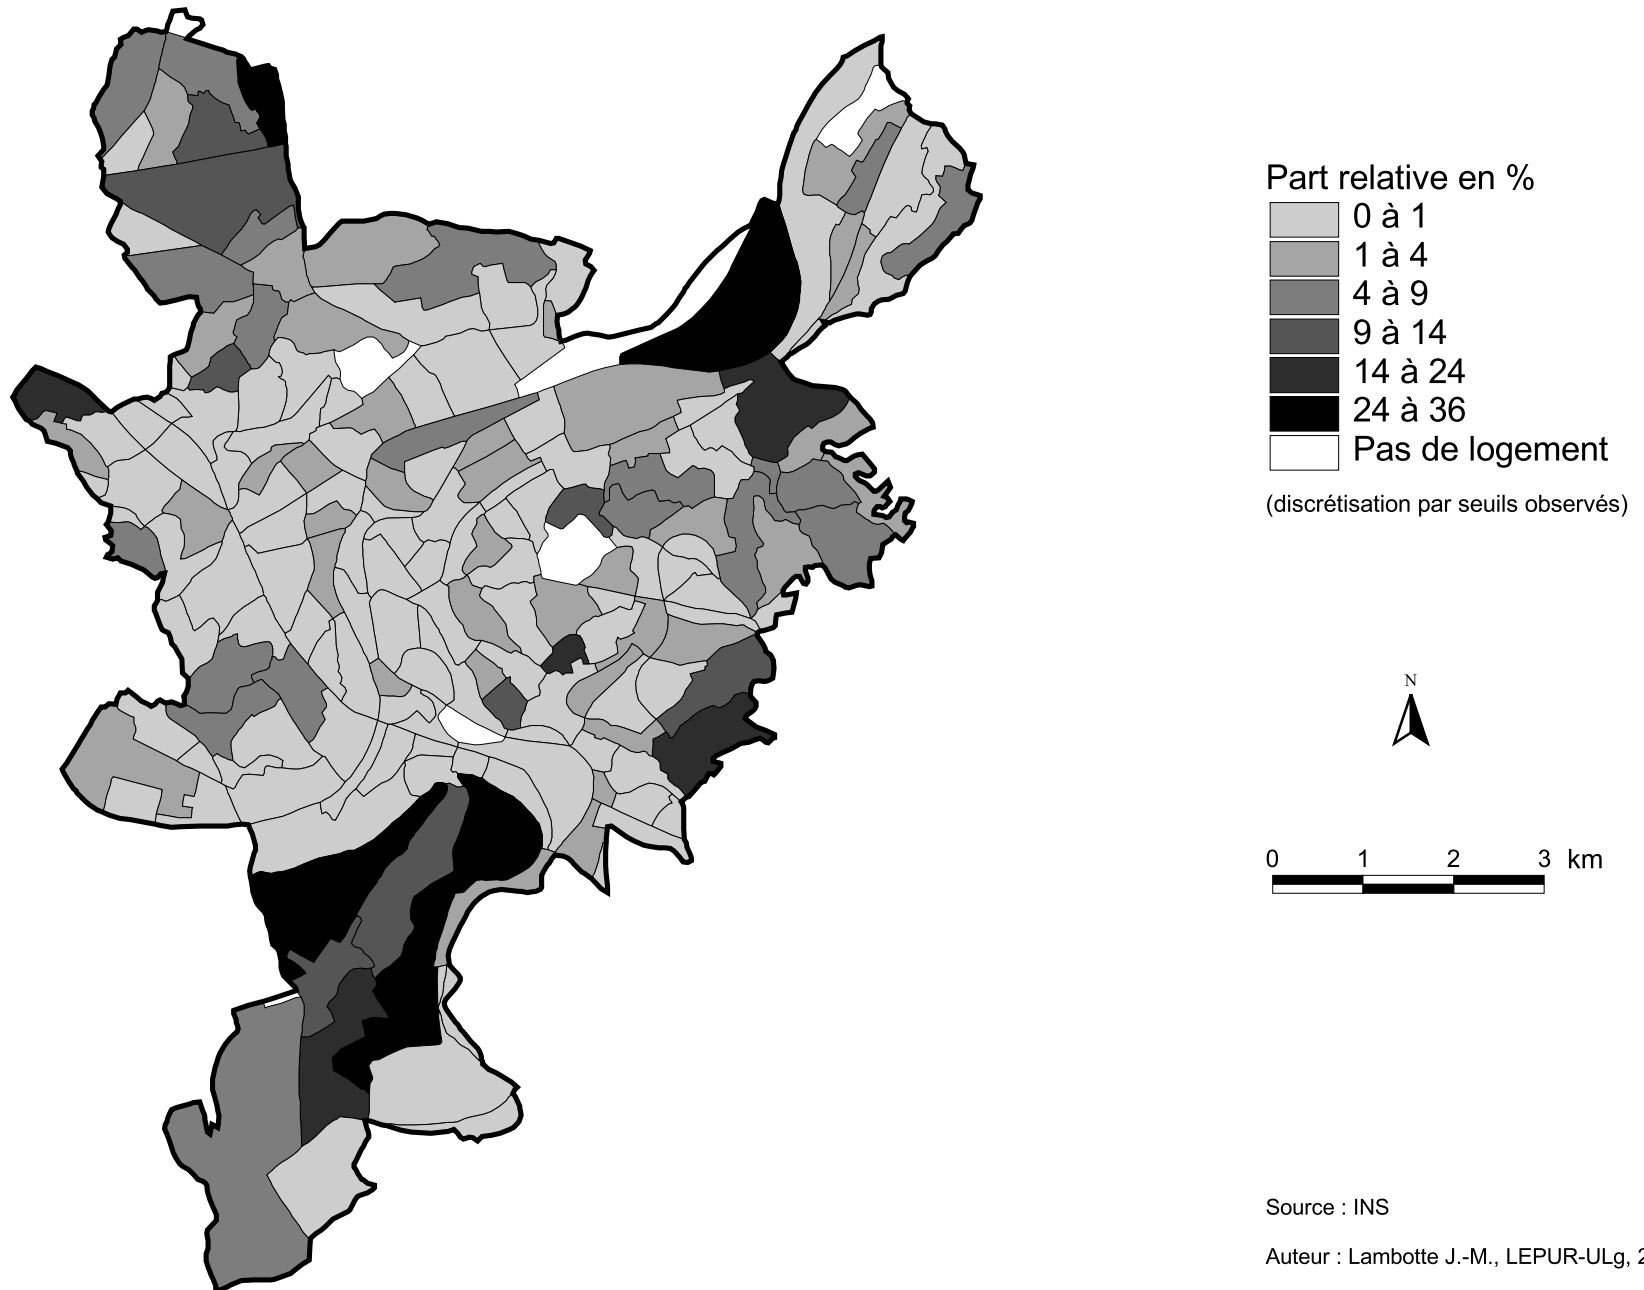 Part relative en %
0 à 1
1 à 4
4 à 9
9 à 14
14 à 24
24 à 36
Pas de logement
(discrétisation par seuils observés)
N
0 1 2 3 km
Source : INS
Auteur : Lambotte J.-M., LEPUR-ULg, 2